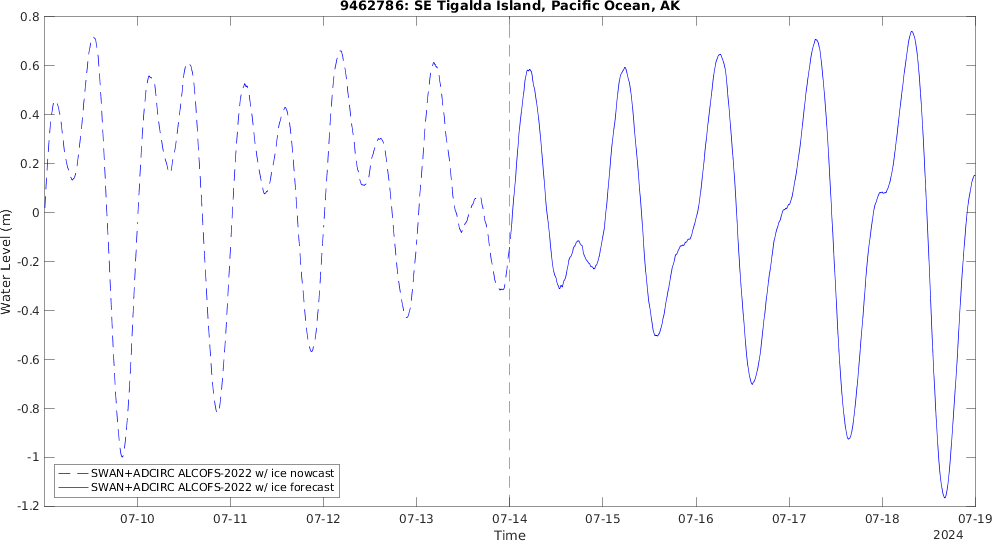 9462786: SE Tigalda Island, Pacific Ocean, AK
0.8
0.6
0.4
0.2
0
-0.2
-0.4
-0.6
-0.8
-1
-1.2
Water Level (m)
SWAN+ADCIRC ALCOFS-2022 w/ ice nowcast
SWAN+ADCIRC ALCOFS-2022 w/ ice forecast
07-10 07-11 07-12 07-13 07-14 07-15 07-16 07-17 07-18 07-19
Time
2024